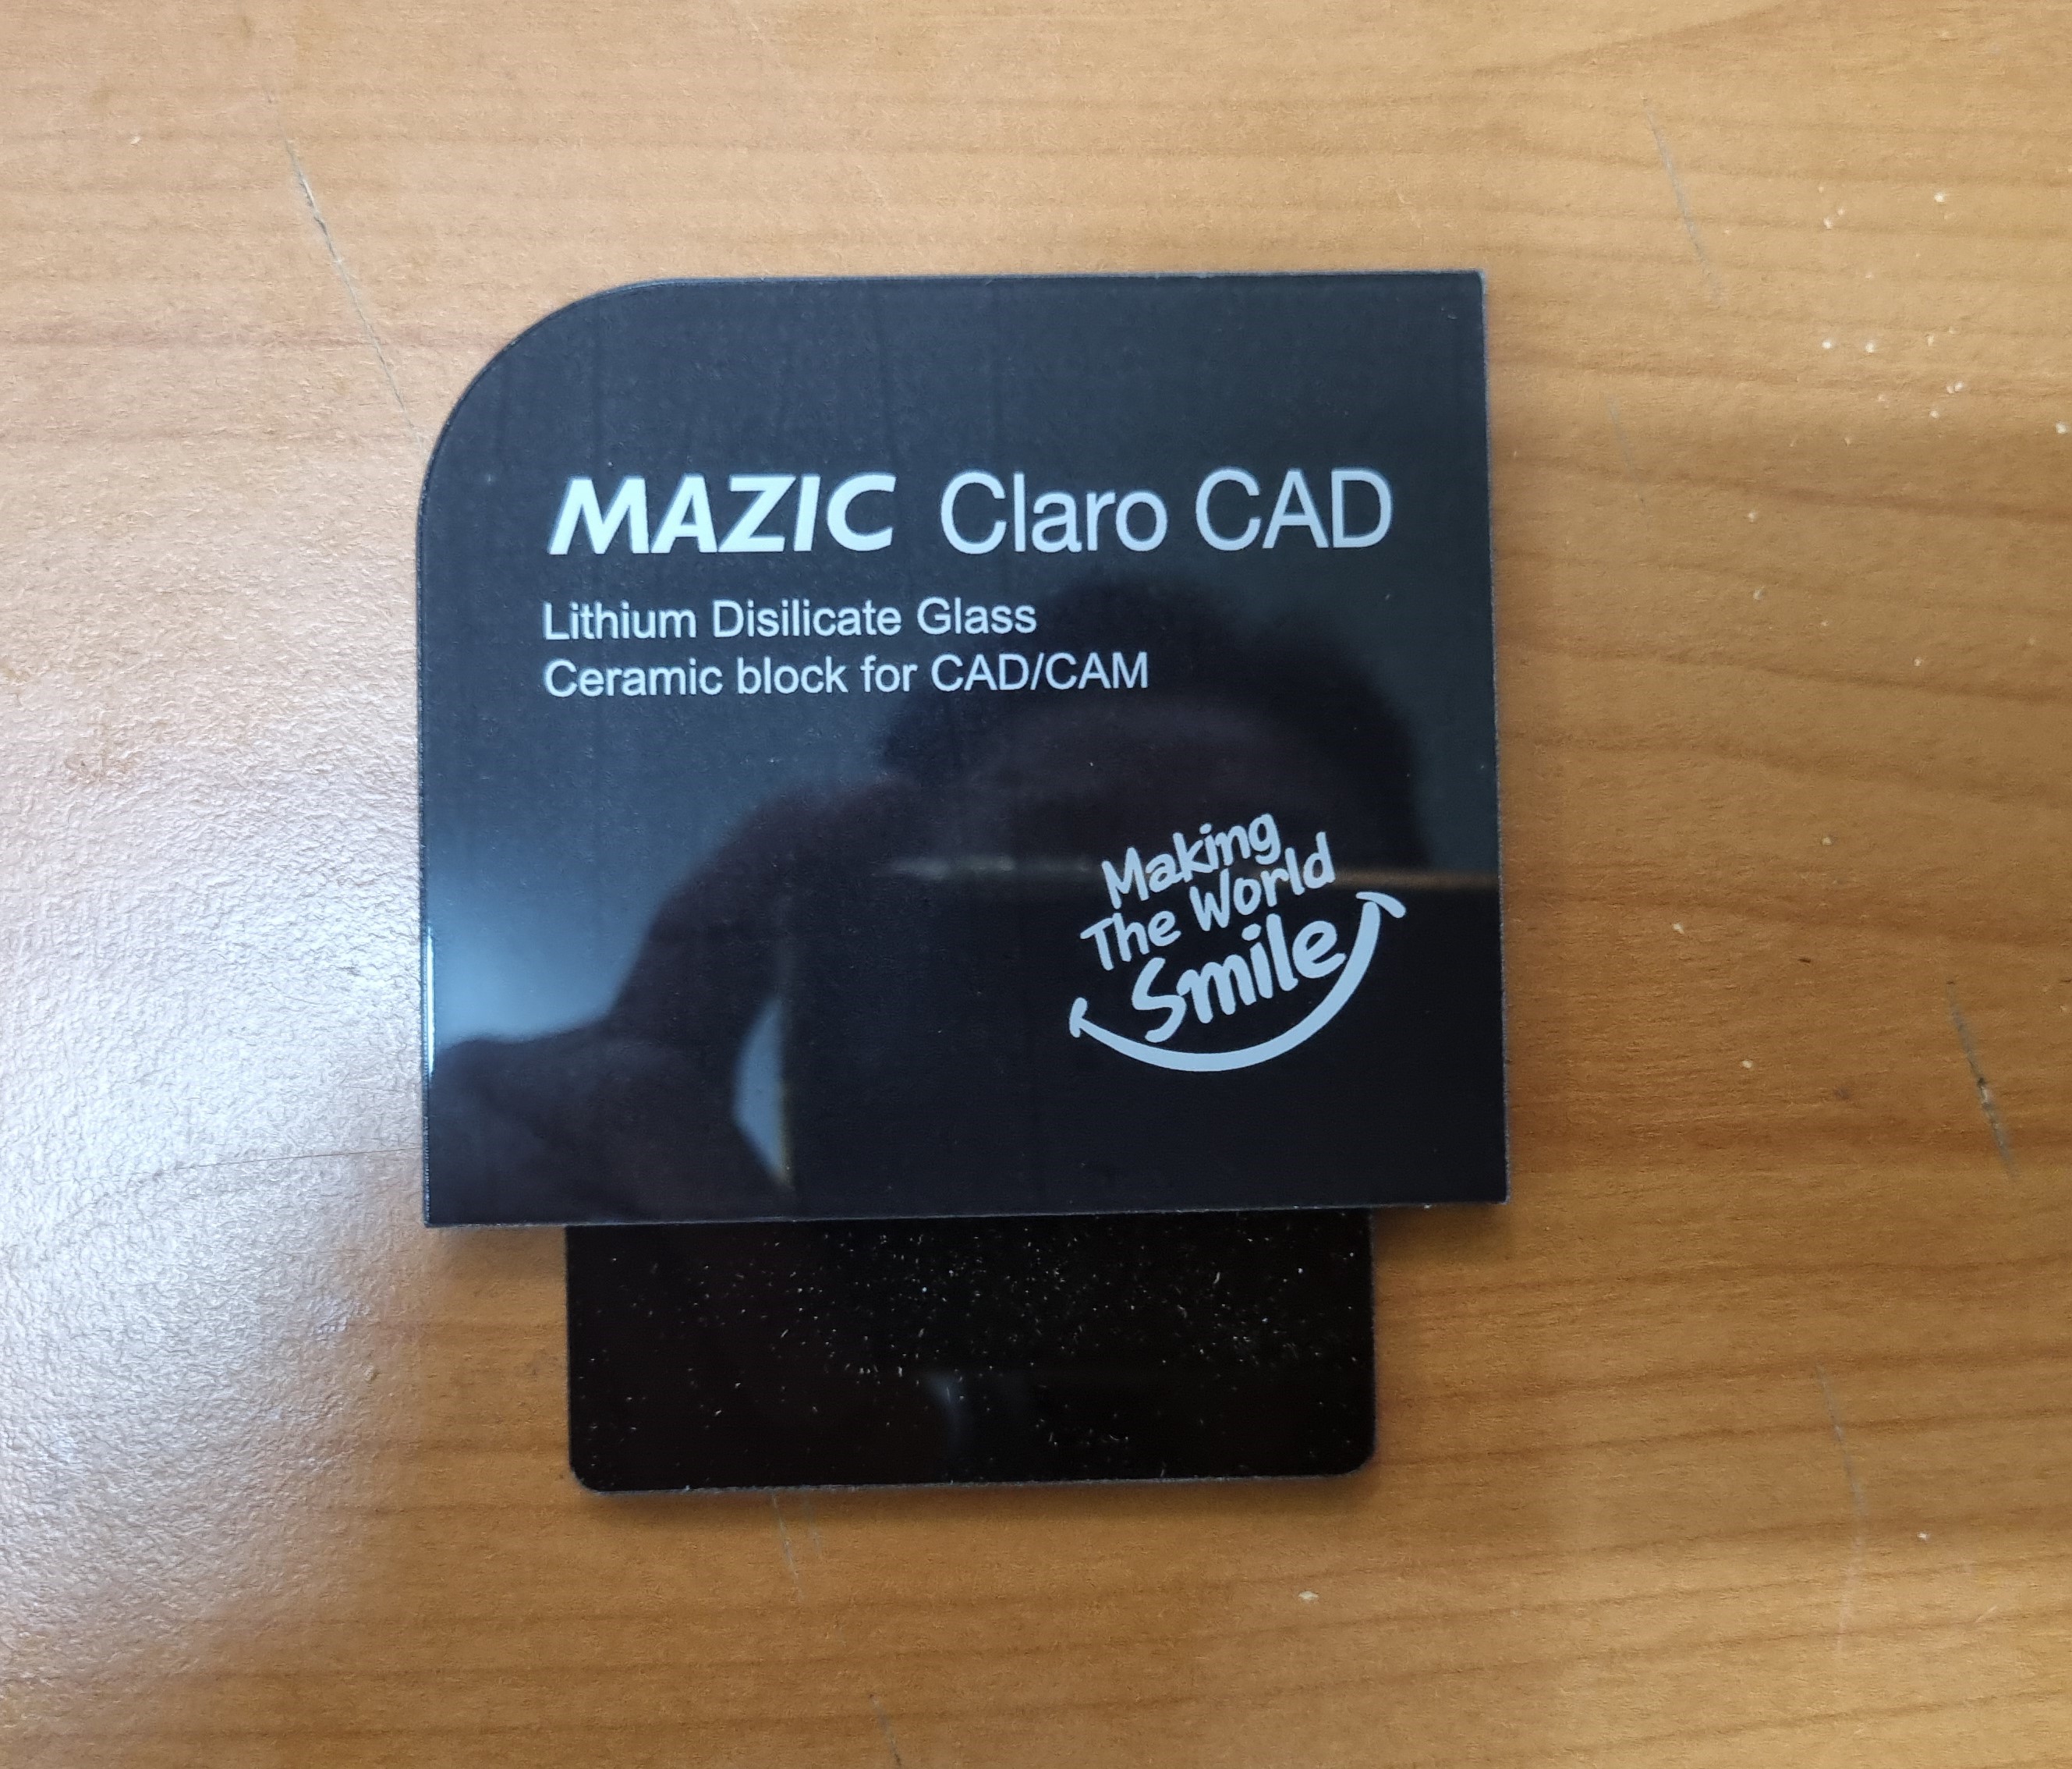 MAZIC Claro CAD
Lithium Disilicate Glass
Ceramic block for CAD/CAM
Making
The World
Smile